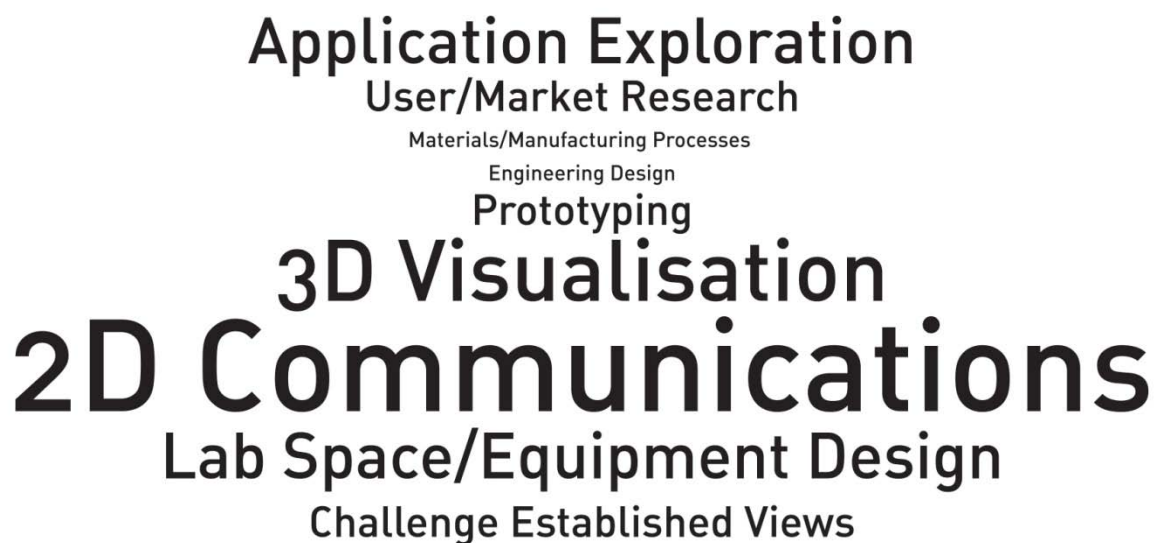 Application Exploration
User/Market Research
Materials/Manufacturing Processes
Engineering Design
Prototyping
3D Visualisation
2D Communications
Lab Space/Equipment Design
Challenge Established Views